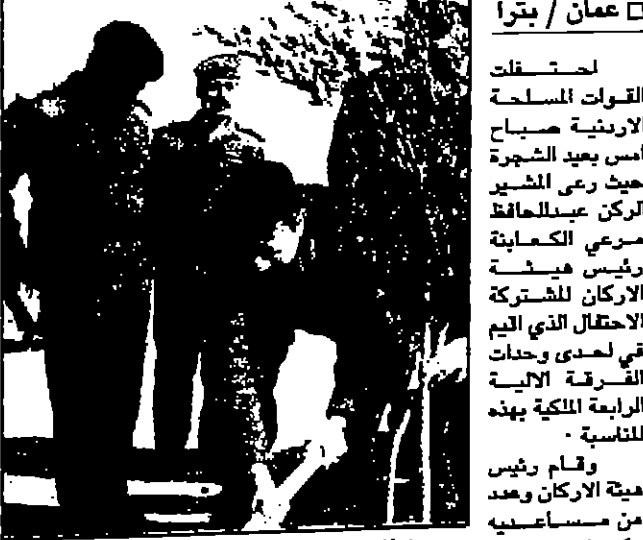 □ عمان / بترا
احتفلت
القوات المسلحة
الاردنية صباح
امس بعيد الشجرة
حيث رعى المشير
الركن عبدالحافظ
مرعي الكعابنة
رئيس هيئة
الاركان المشتركة
الاحتفال الذي اقيم
في احدى وحدات
الفرقة الالية
الرابعة الملكية بهذه
المناسبة ٠
وقام رئيس
هيئة الاركان وعدد
من مساعديه